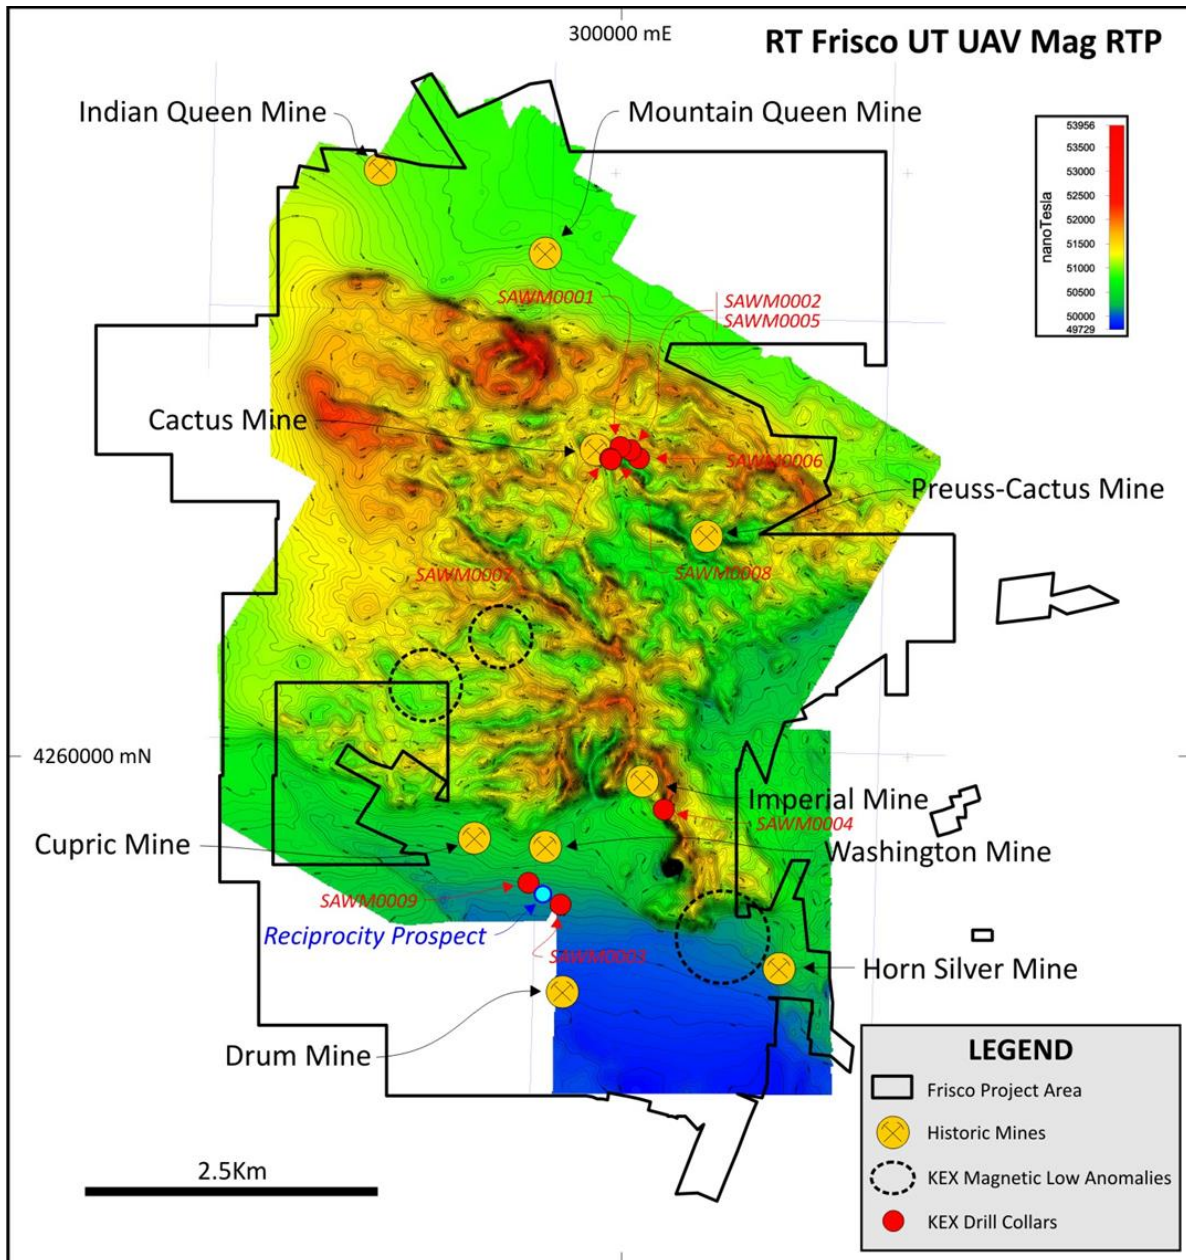 300000 mE
RT Frisco UT UAV Mag RTP
Indian Queen Mine
Mountain Queen Mine
53956
53500
53000
52500
52000
51500
51000
50500
50000
49729
nanoTesla
SAWM0001
SAWM0002
SAWM0005
Cactus Mine
SAWM0006
Preuss-Cactus Mine
SAWM0007
SAWM0008
4260000 mN
Imperial Mine
SAWM0004
Cupric Mine
Washington Mine
SAWM0009
Reciprocity Prospect
SAWM0003
Horn Silver Mine
Drum Mine
LEGEND
Frisco Project Area
Historic Mines
KEX Magnetic Low Anomalies
KEX Drill Collars
2.5Km